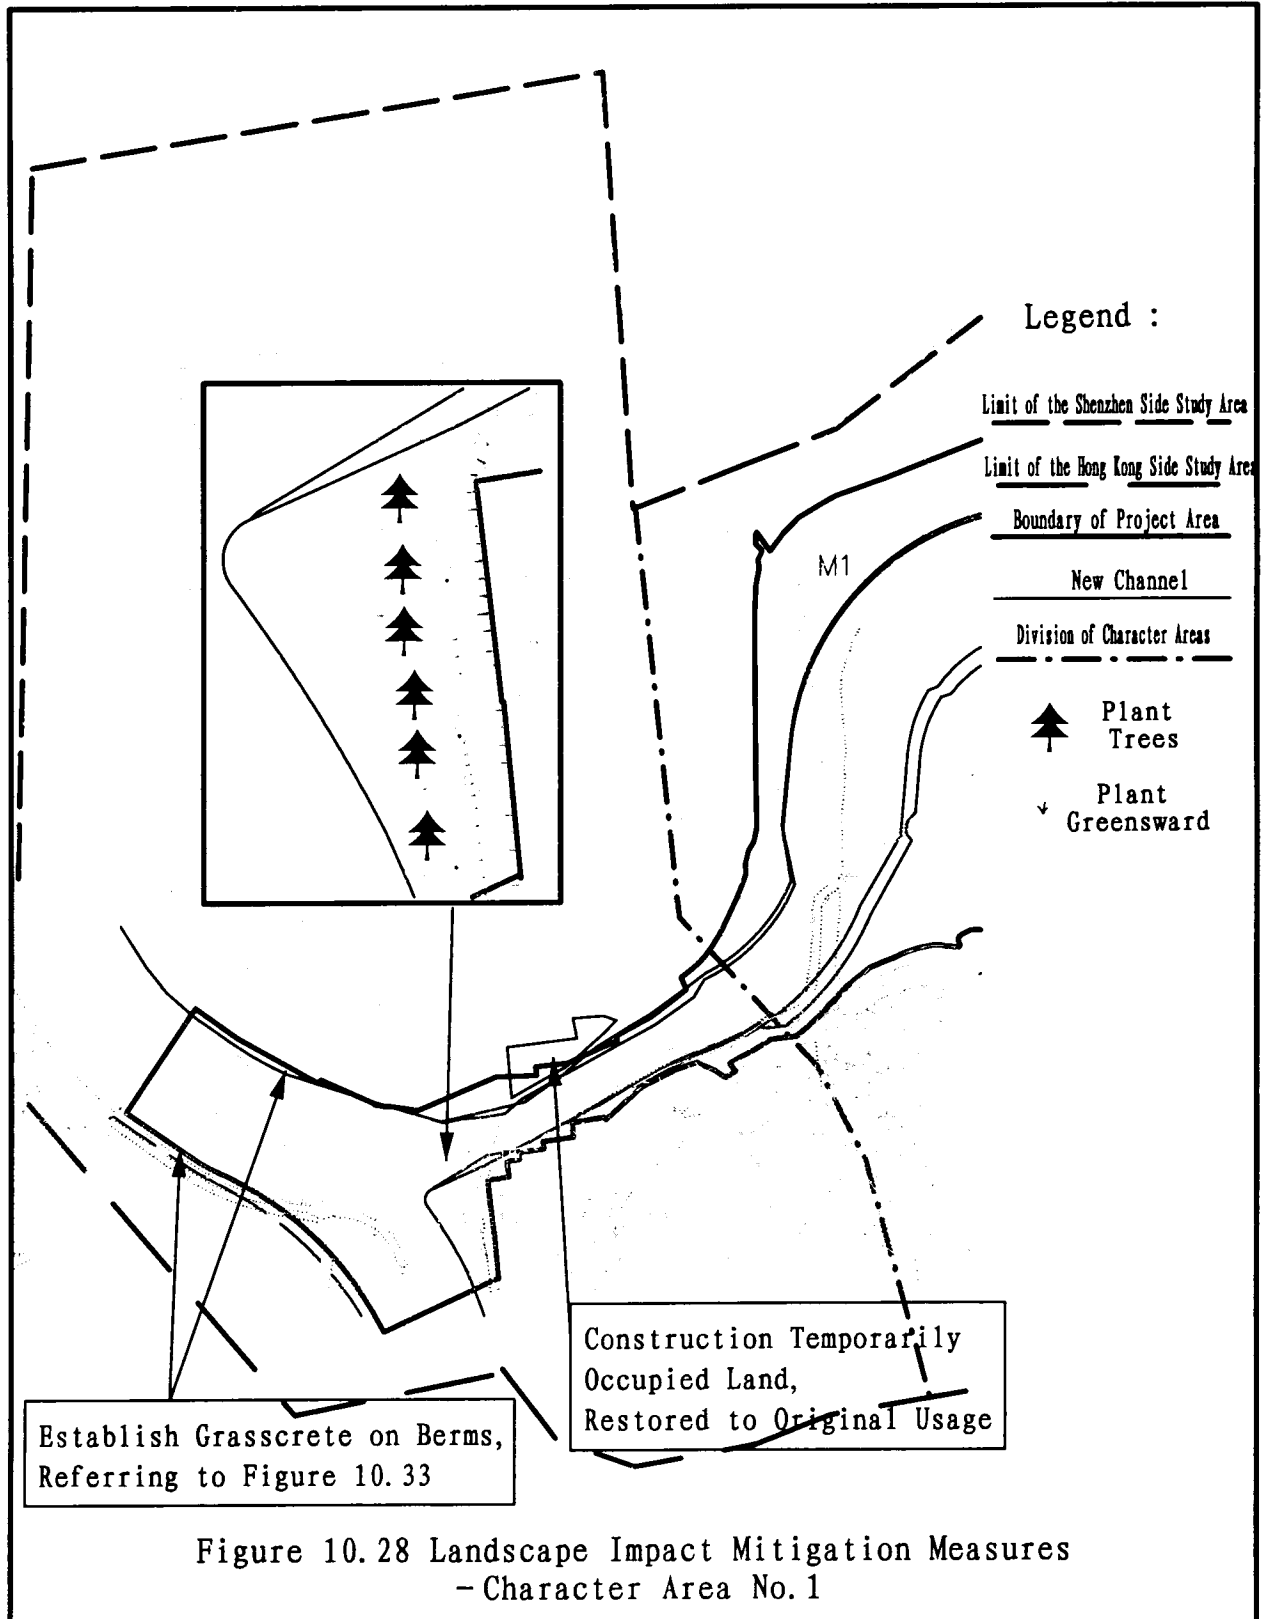 Legend :
Limit of the Shenzhen Side Study Area
Limit of the Hong Kong Side Study Area
Boundary of Project Area
New Channel
Division of Character Areas
Plant
Trees
Plant
Greensward
M1
Construction Temporarily
Occupied Land,
Restored to Original Usage
Establish Grasscrete on Berms,
Referring to Figure 10.33
Figure 10.28 Landscape Impact Mitigation Measures
-Character Area No.1